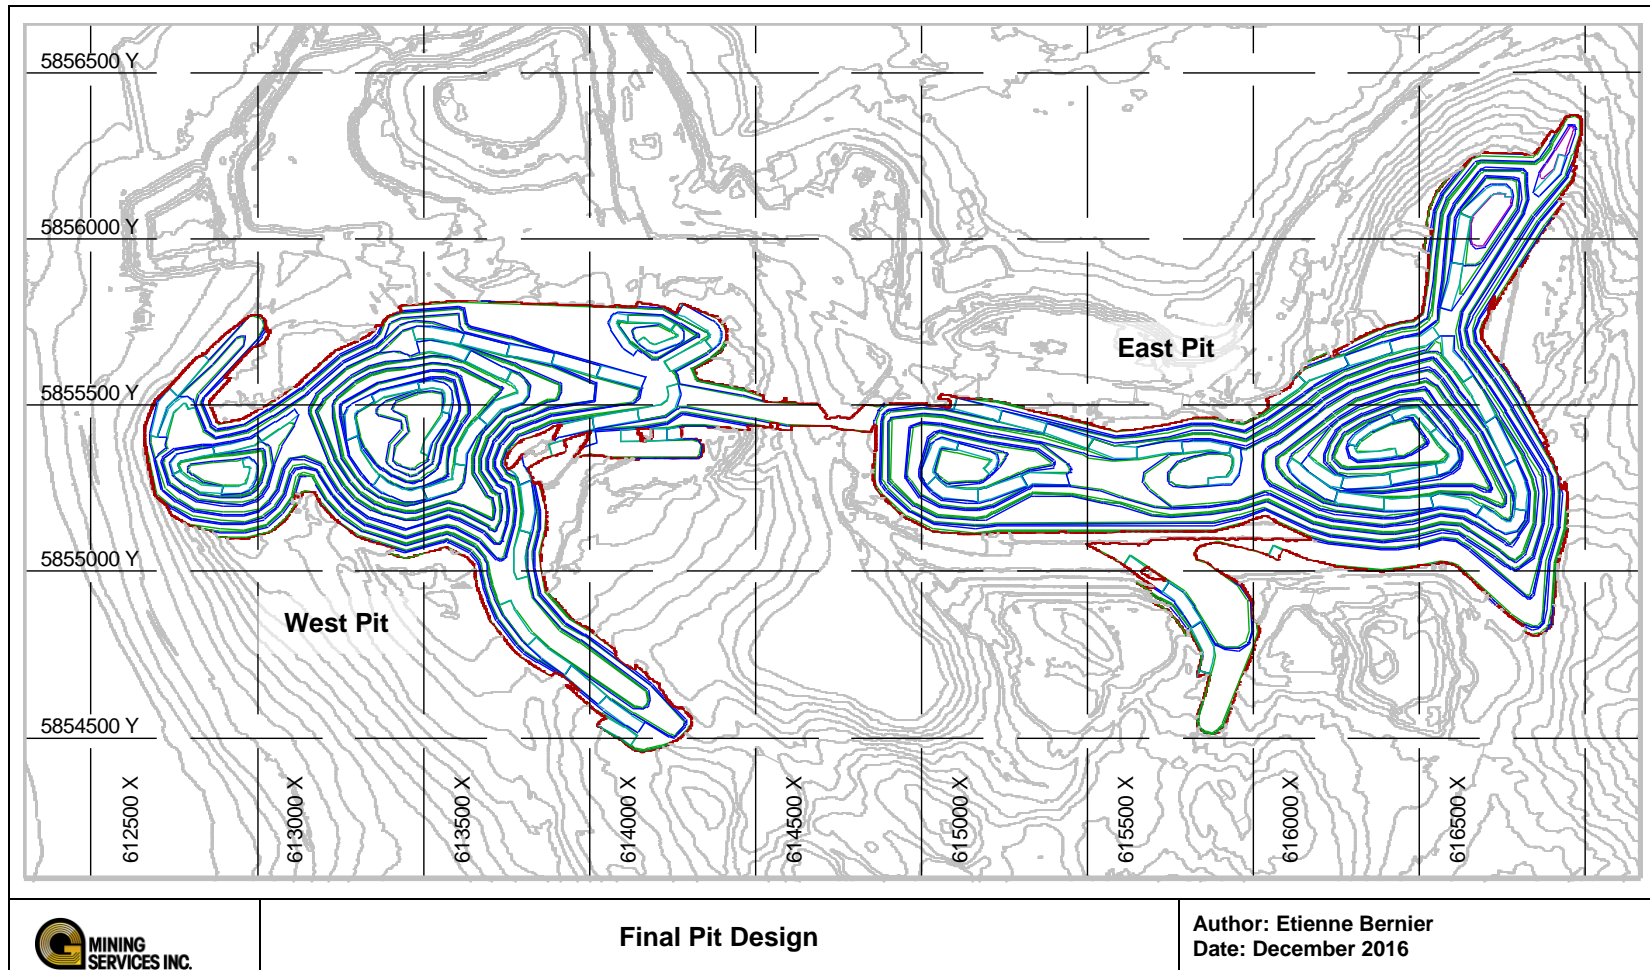 5856500 Y
5856000 Y
East Pit
5855500 Y
5855000 Y
West Pit
5854500 Y
612500 X
613000 X
613500 X
614000 X
614500 X
615000 X
615500 X
616000 X
616500 X
G MINING
SERVICES INC.
Final Pit Design
Author: Etienne Bernier
Date: December 2016